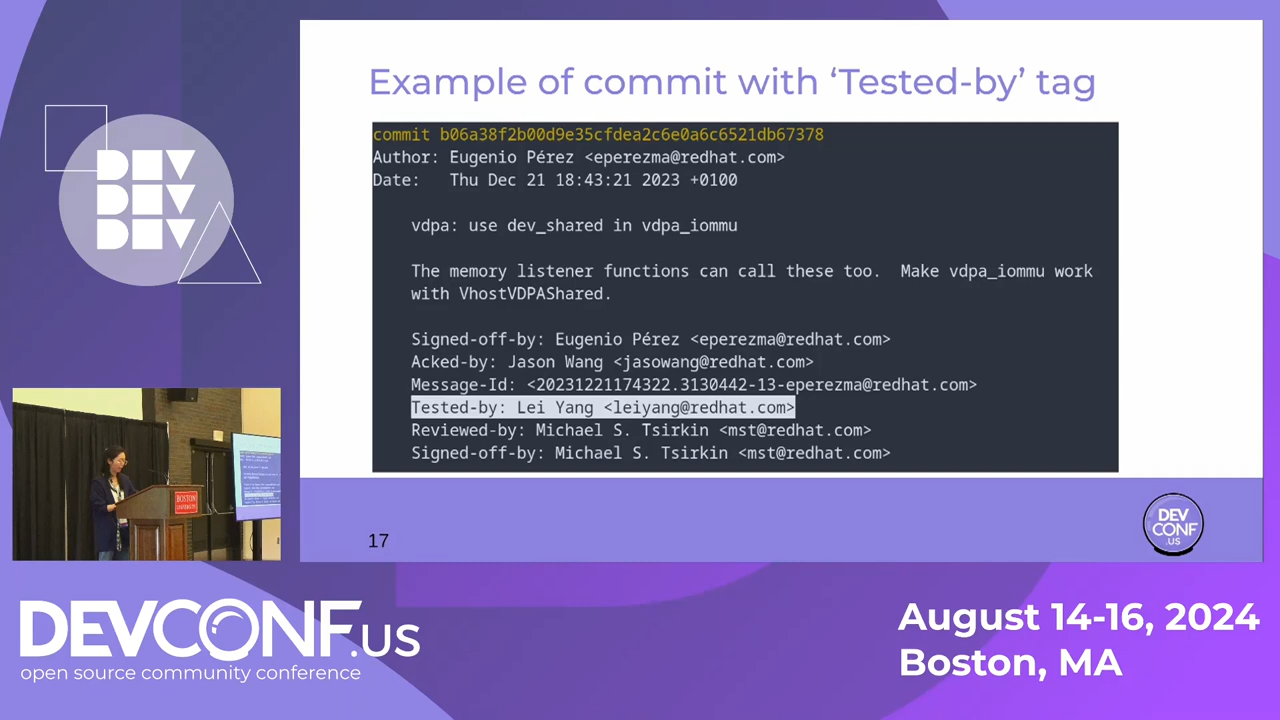 DEV
DEV
DEV
Example of commit with ‘Tested-by’ tag
commit b06a38f2b00d9e35cfdea2c6e0a6c6521db67378
Author: Eugenio Pérez <eperezma@redhat.com>
Date:   Thu Dec 21 18:43:21 2023 +0100
vdpa: use dev_shared in vdpa_iommu
The memory listener functions can call these too.  Make vdpa_iommu work
with VhostVDPAShared.
Signed-off-by: Eugenio Pérez <eperezma@redhat.com>
Acked-by: Jason Wang <jasowang@redhat.com>
Message-Id: <20231221174322.3130442-13-eperezma@redhat.com>
Tested-by: Lei Yang <leiyang@redhat.com>
Reviewed-by: Michael S. Tsirkin <mst@redhat.com>
Signed-off-by: Michael S. Tsirkin <mst@redhat.com>
17
DEV
CONF
.US
BOSTON
UNIVERSITY
DEVCONF.US
open source community conference
August 14-16, 2024
Boston, MA